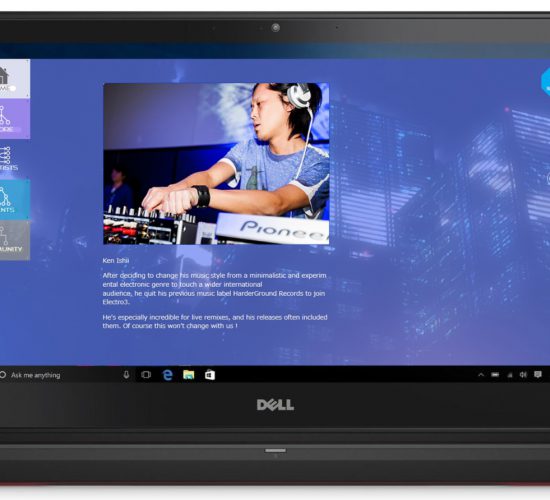 Pioneer
Ken Ishii
After deciding to change his music style from a minimalistic and experim
ental electronic genre to touch a wider international
audience, he quit his previous music label HarderGround Records to join
Electro3.
He's especially incredible for live remixes, and his releases often included
them. Of course this won't change with us !
Ask me anything
DELL